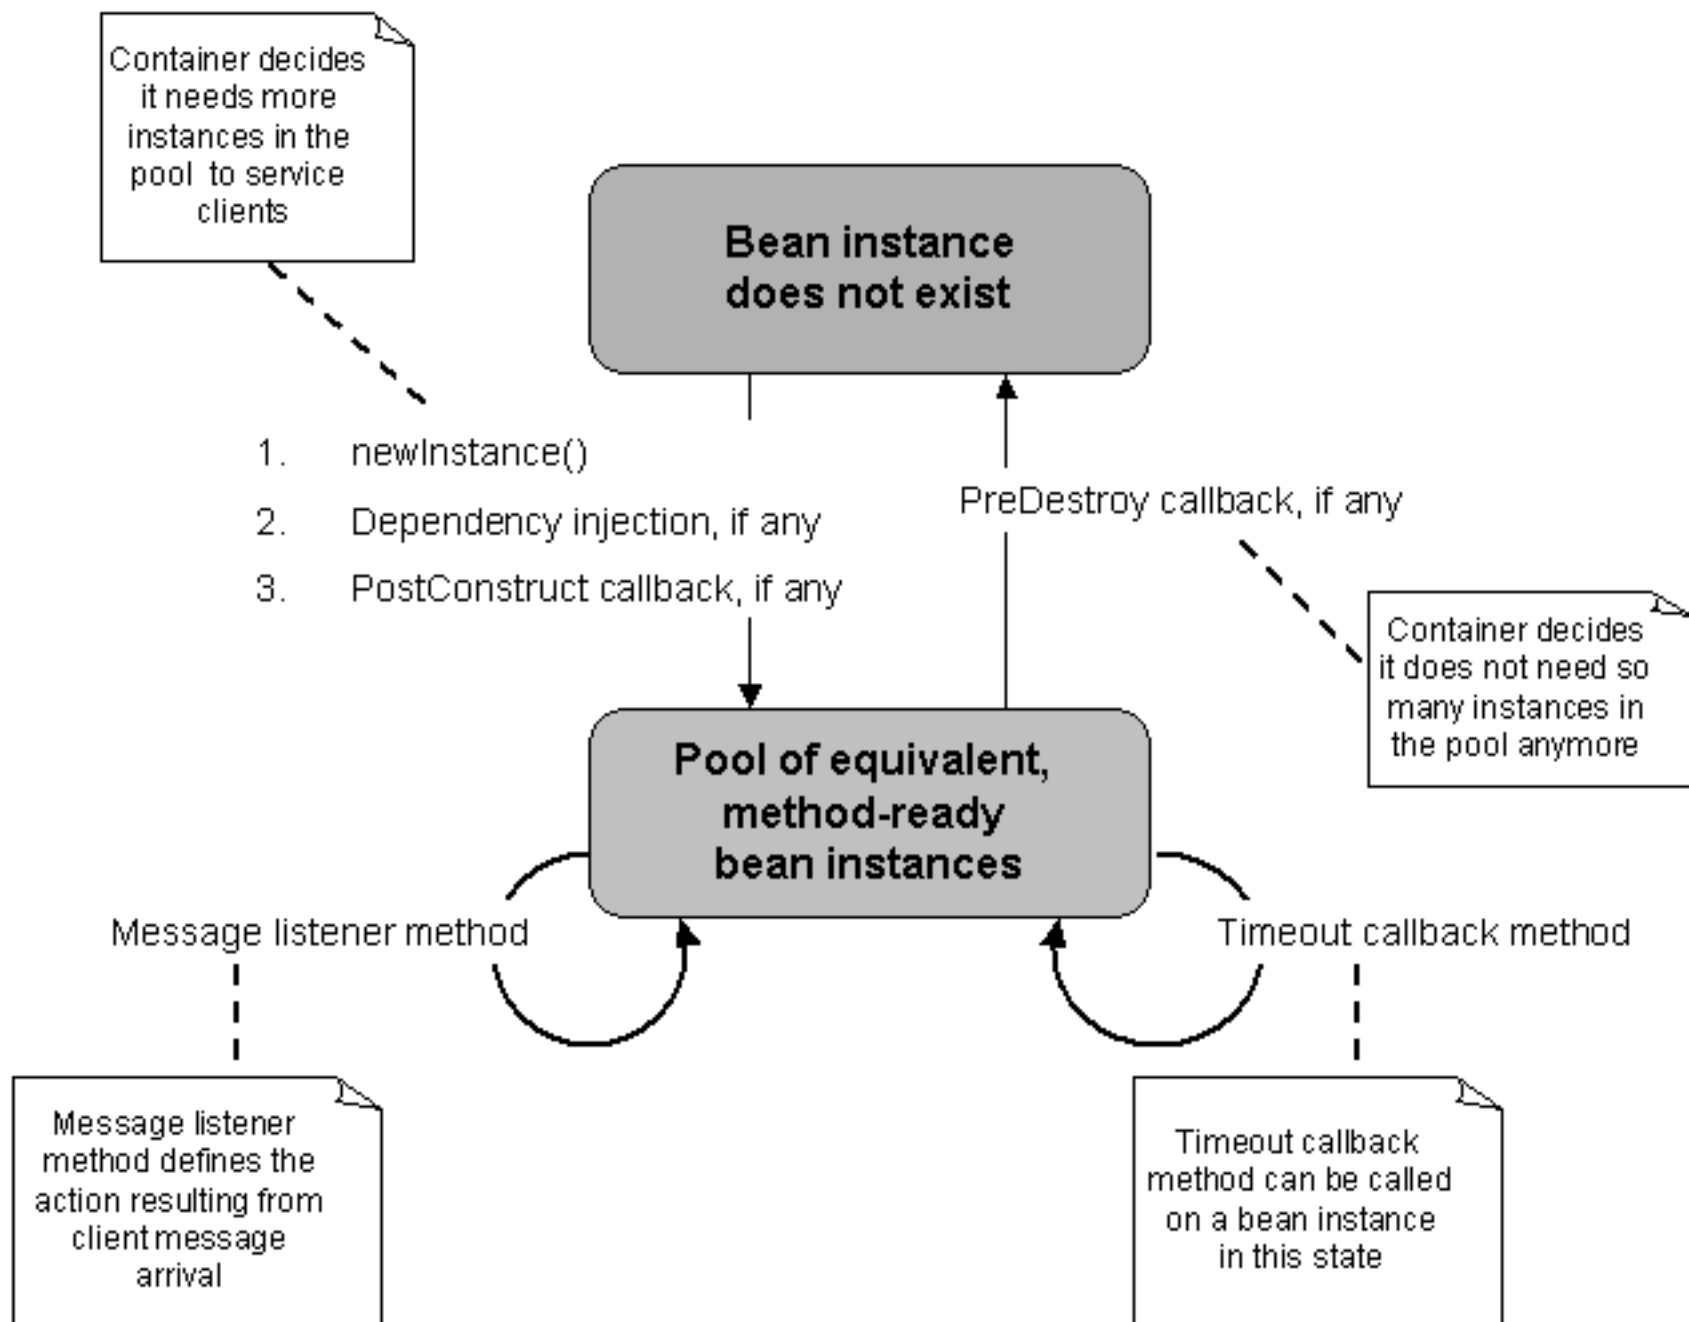 Container decides
it needs more
instances in the
pool to service
clients
Bean instance
does not exist
1. newInstance()
2. Dependency injection, if any
3. PostConstruct callback, if any
PreDestroy callback, if any
Container decides
it does not need so
many instances in
the pool anymore
Pool of equivalent,
method-ready
bean instances
Message listener method
Timeout callback method
Message listener
method defines the
action resulting from
client message
arrival
Timeout callback
method can be called
on a bean instance
in this state